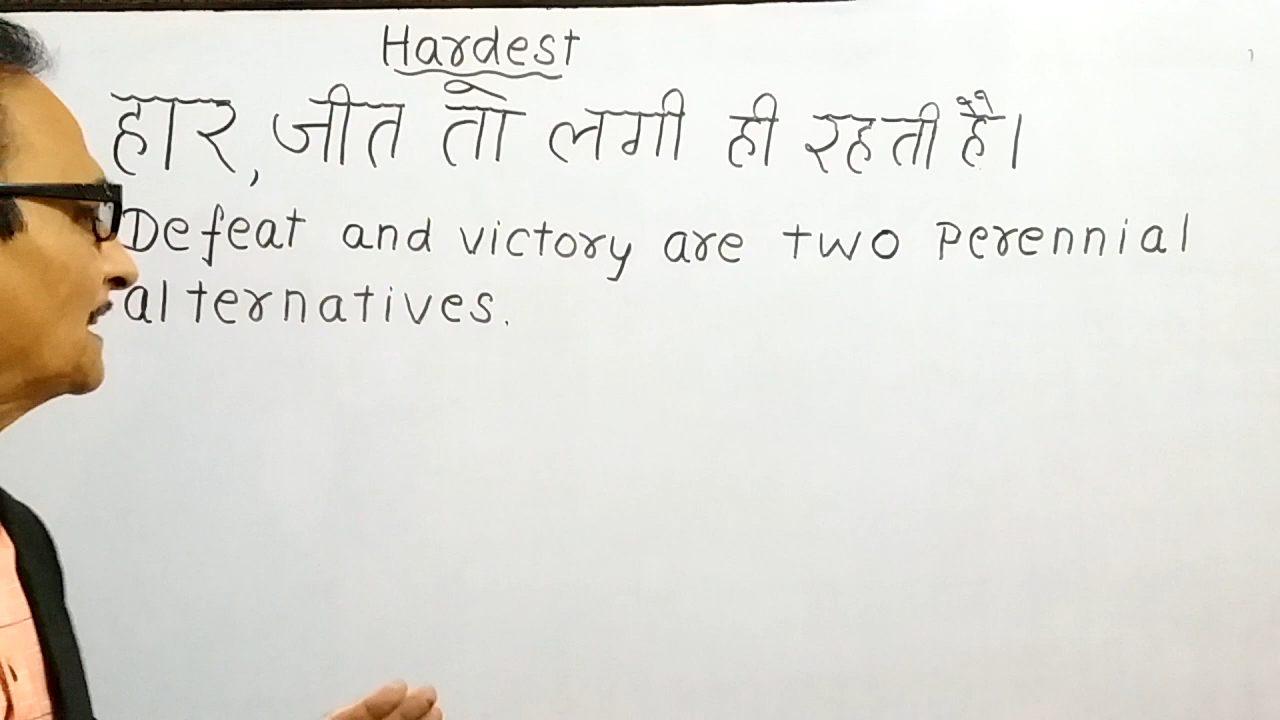 Hardest
हार, जीत तो लगी ही रहती है।
Defeat and victory are two perennial
alternatives.